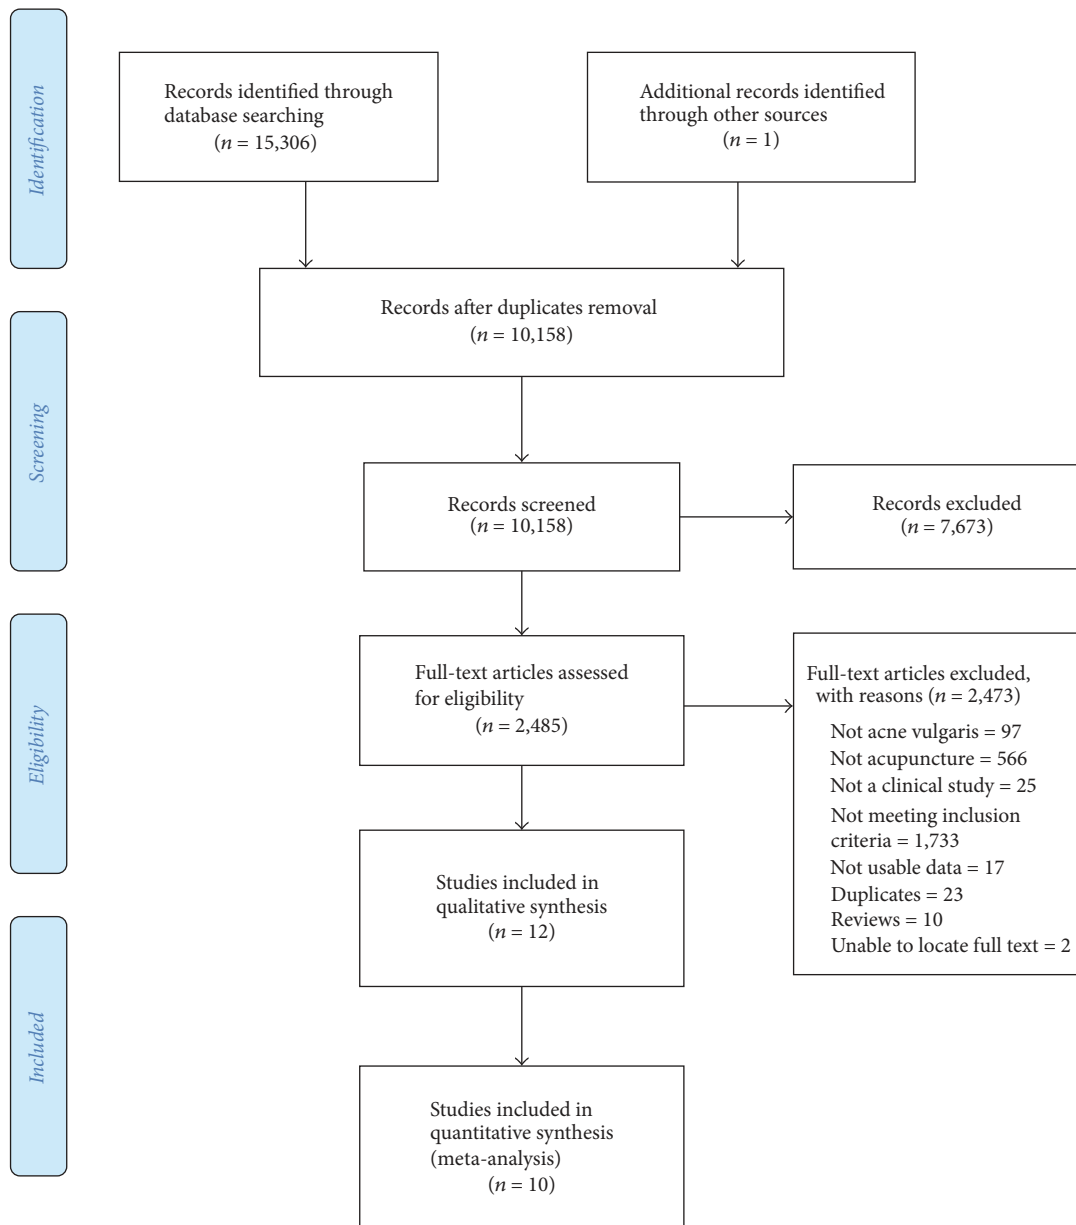 Identification
Records identified through
database searching
(n = 15,306)
Additional records identified
through other sources
(n = 1)
Records after duplicates removal
(n = 10,158)
Screening
Records screened
(n = 10,158)
Records excluded
(n = 7,673)
Eligibility
Full-text articles assessed
for eligibility
(n = 2,485)
Full-text articles excluded,
with reasons (n = 2,473)
Not acne vulgaris = 97
Not acupuncture = 566
Not a clinical study = 25
Not meeting inclusion
criteria = 1,733
Not usable data = 17
Duplicates = 23
Reviews = 10
Unable to locate full text = 2
Studies included in
qualitative synthesis
(n = 12)
Included
Studies included in
quantitative synthesis
(meta-analysis)
(n = 10)